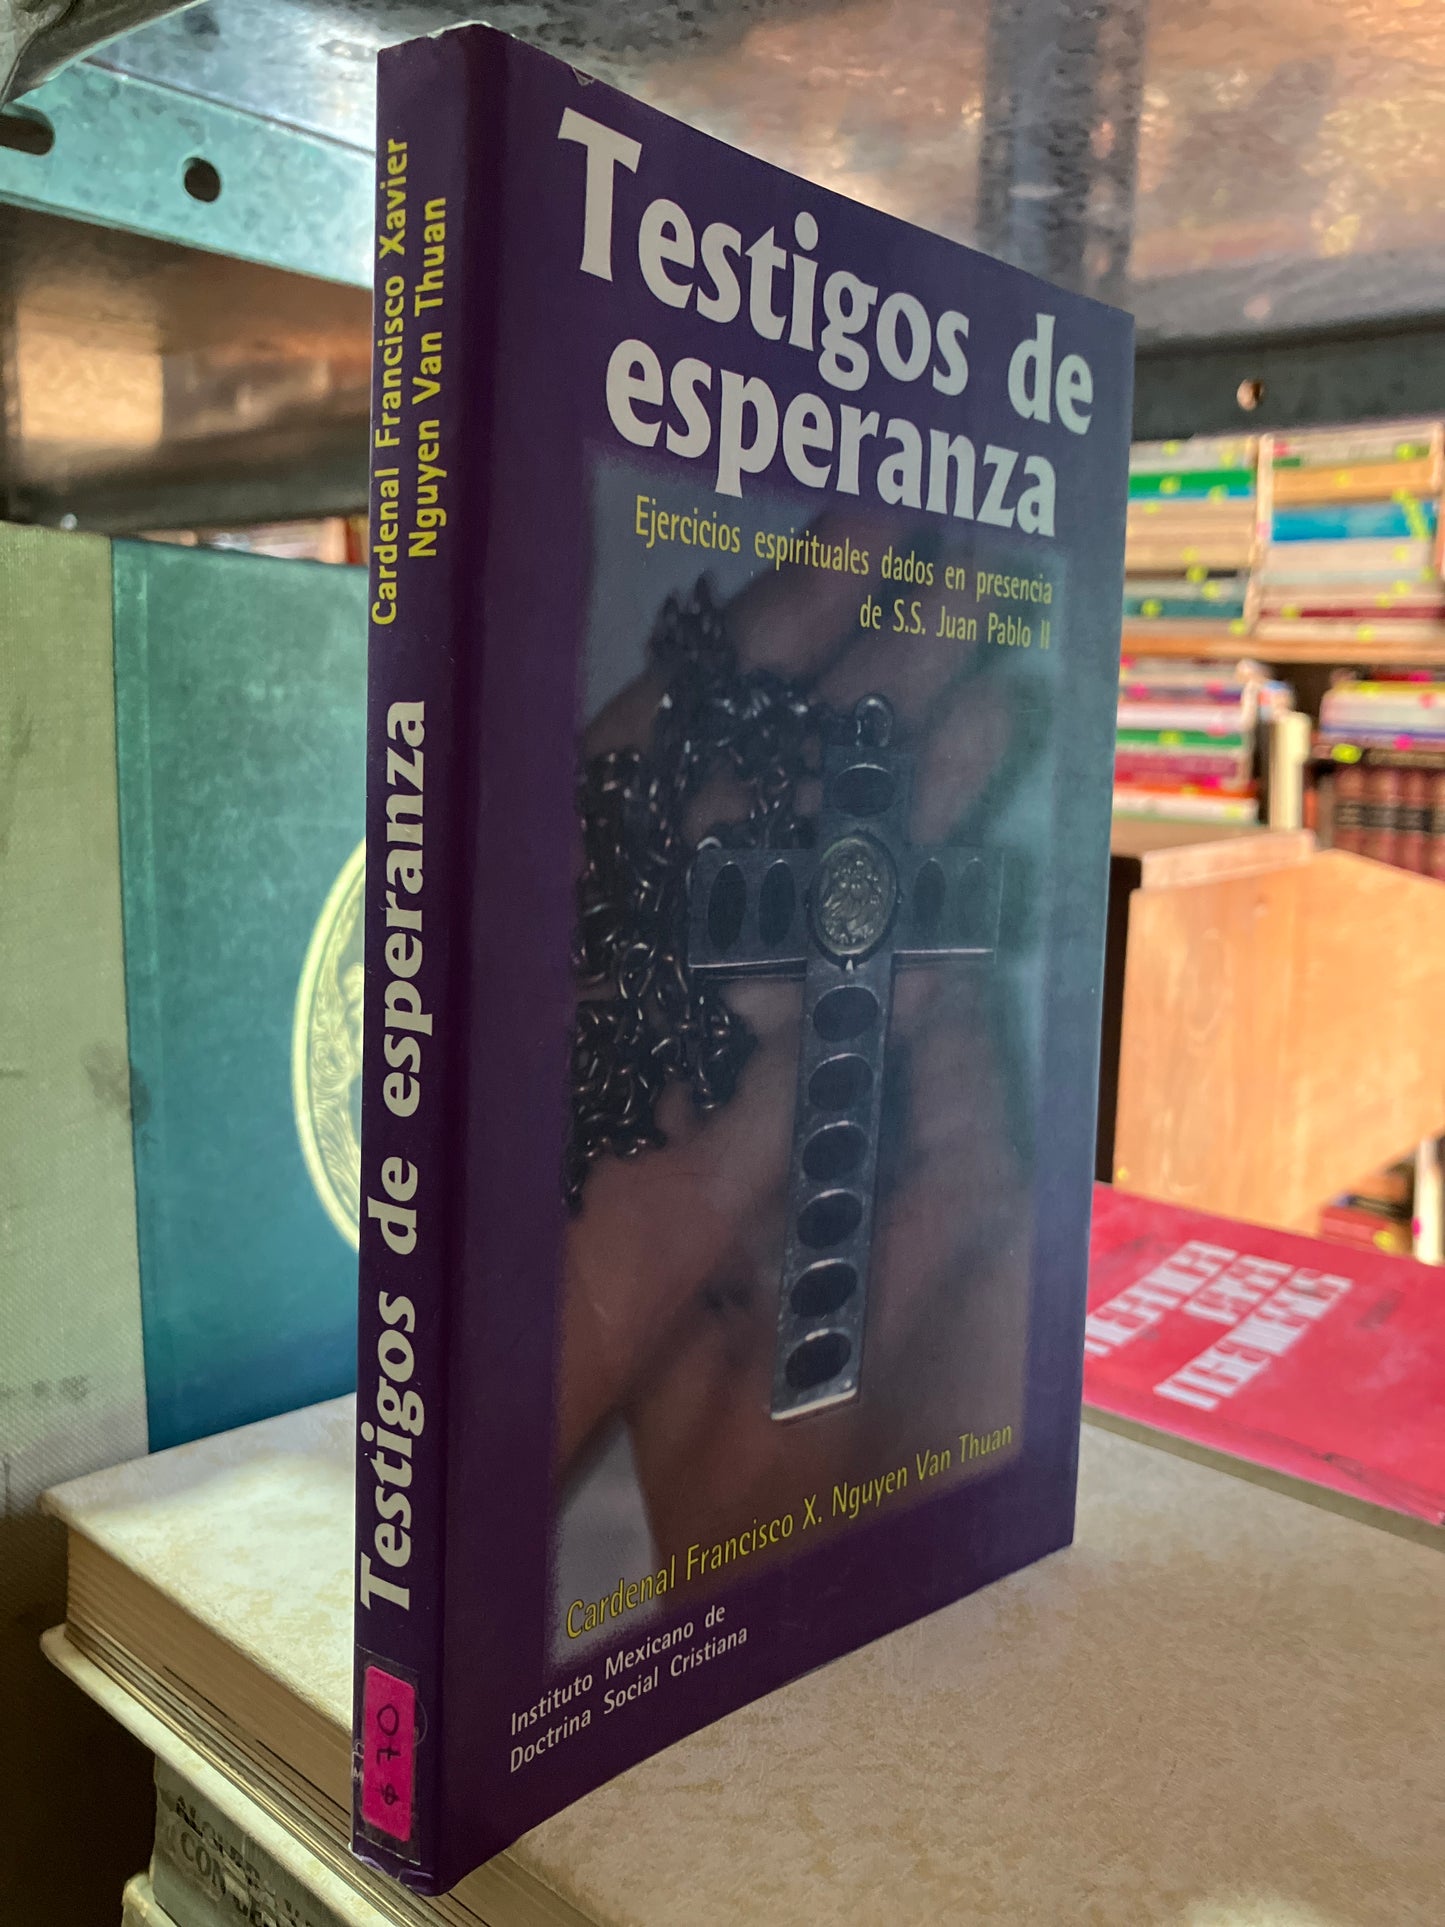 Cardenal Francisco Xavier
Nguyen Van Thuan
Testigos de esperanza
$70
Testigos de
esperanza
Ejercicios espirituales dados en presencia
de S.S. Juan Pablo II
Cardenal Francisco X. Nguyen Van Thuan
Instituto Mexicano de
Doctrina Social Cristiana